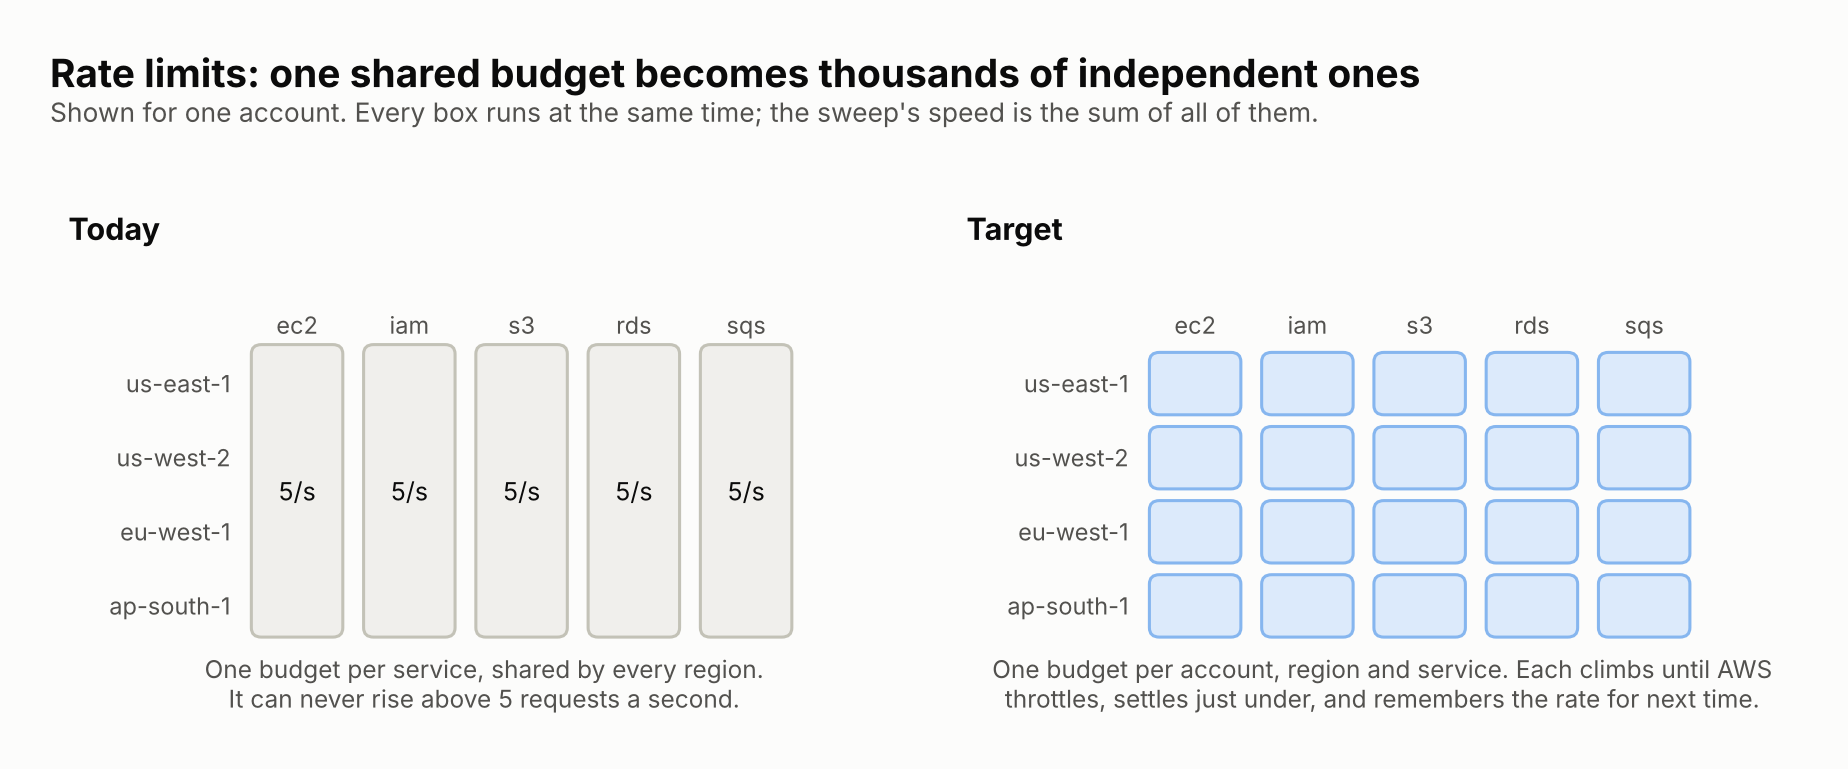 Rate limits: one shared budget becomes thousands of independent ones
Shown for one account. Every box runs at the same time; the sweep's speed is the sum of all of them.
Today
ec2 iam s3 rds sqs
us-east-1
us-west-2
5/s 5/s 5/s 5/s 5/s
eu-west-1
ap-south-1
One budget per service, shared by every region.
It can never rise above 5 requests a second.
Target
ec2 iam s3 rds sqs
us-east-1
us-west-2
eu-west-1
ap-south-1
One budget per account, region and service. Each climbs until AWS
throttles, settles just under, and remembers the rate for next time.